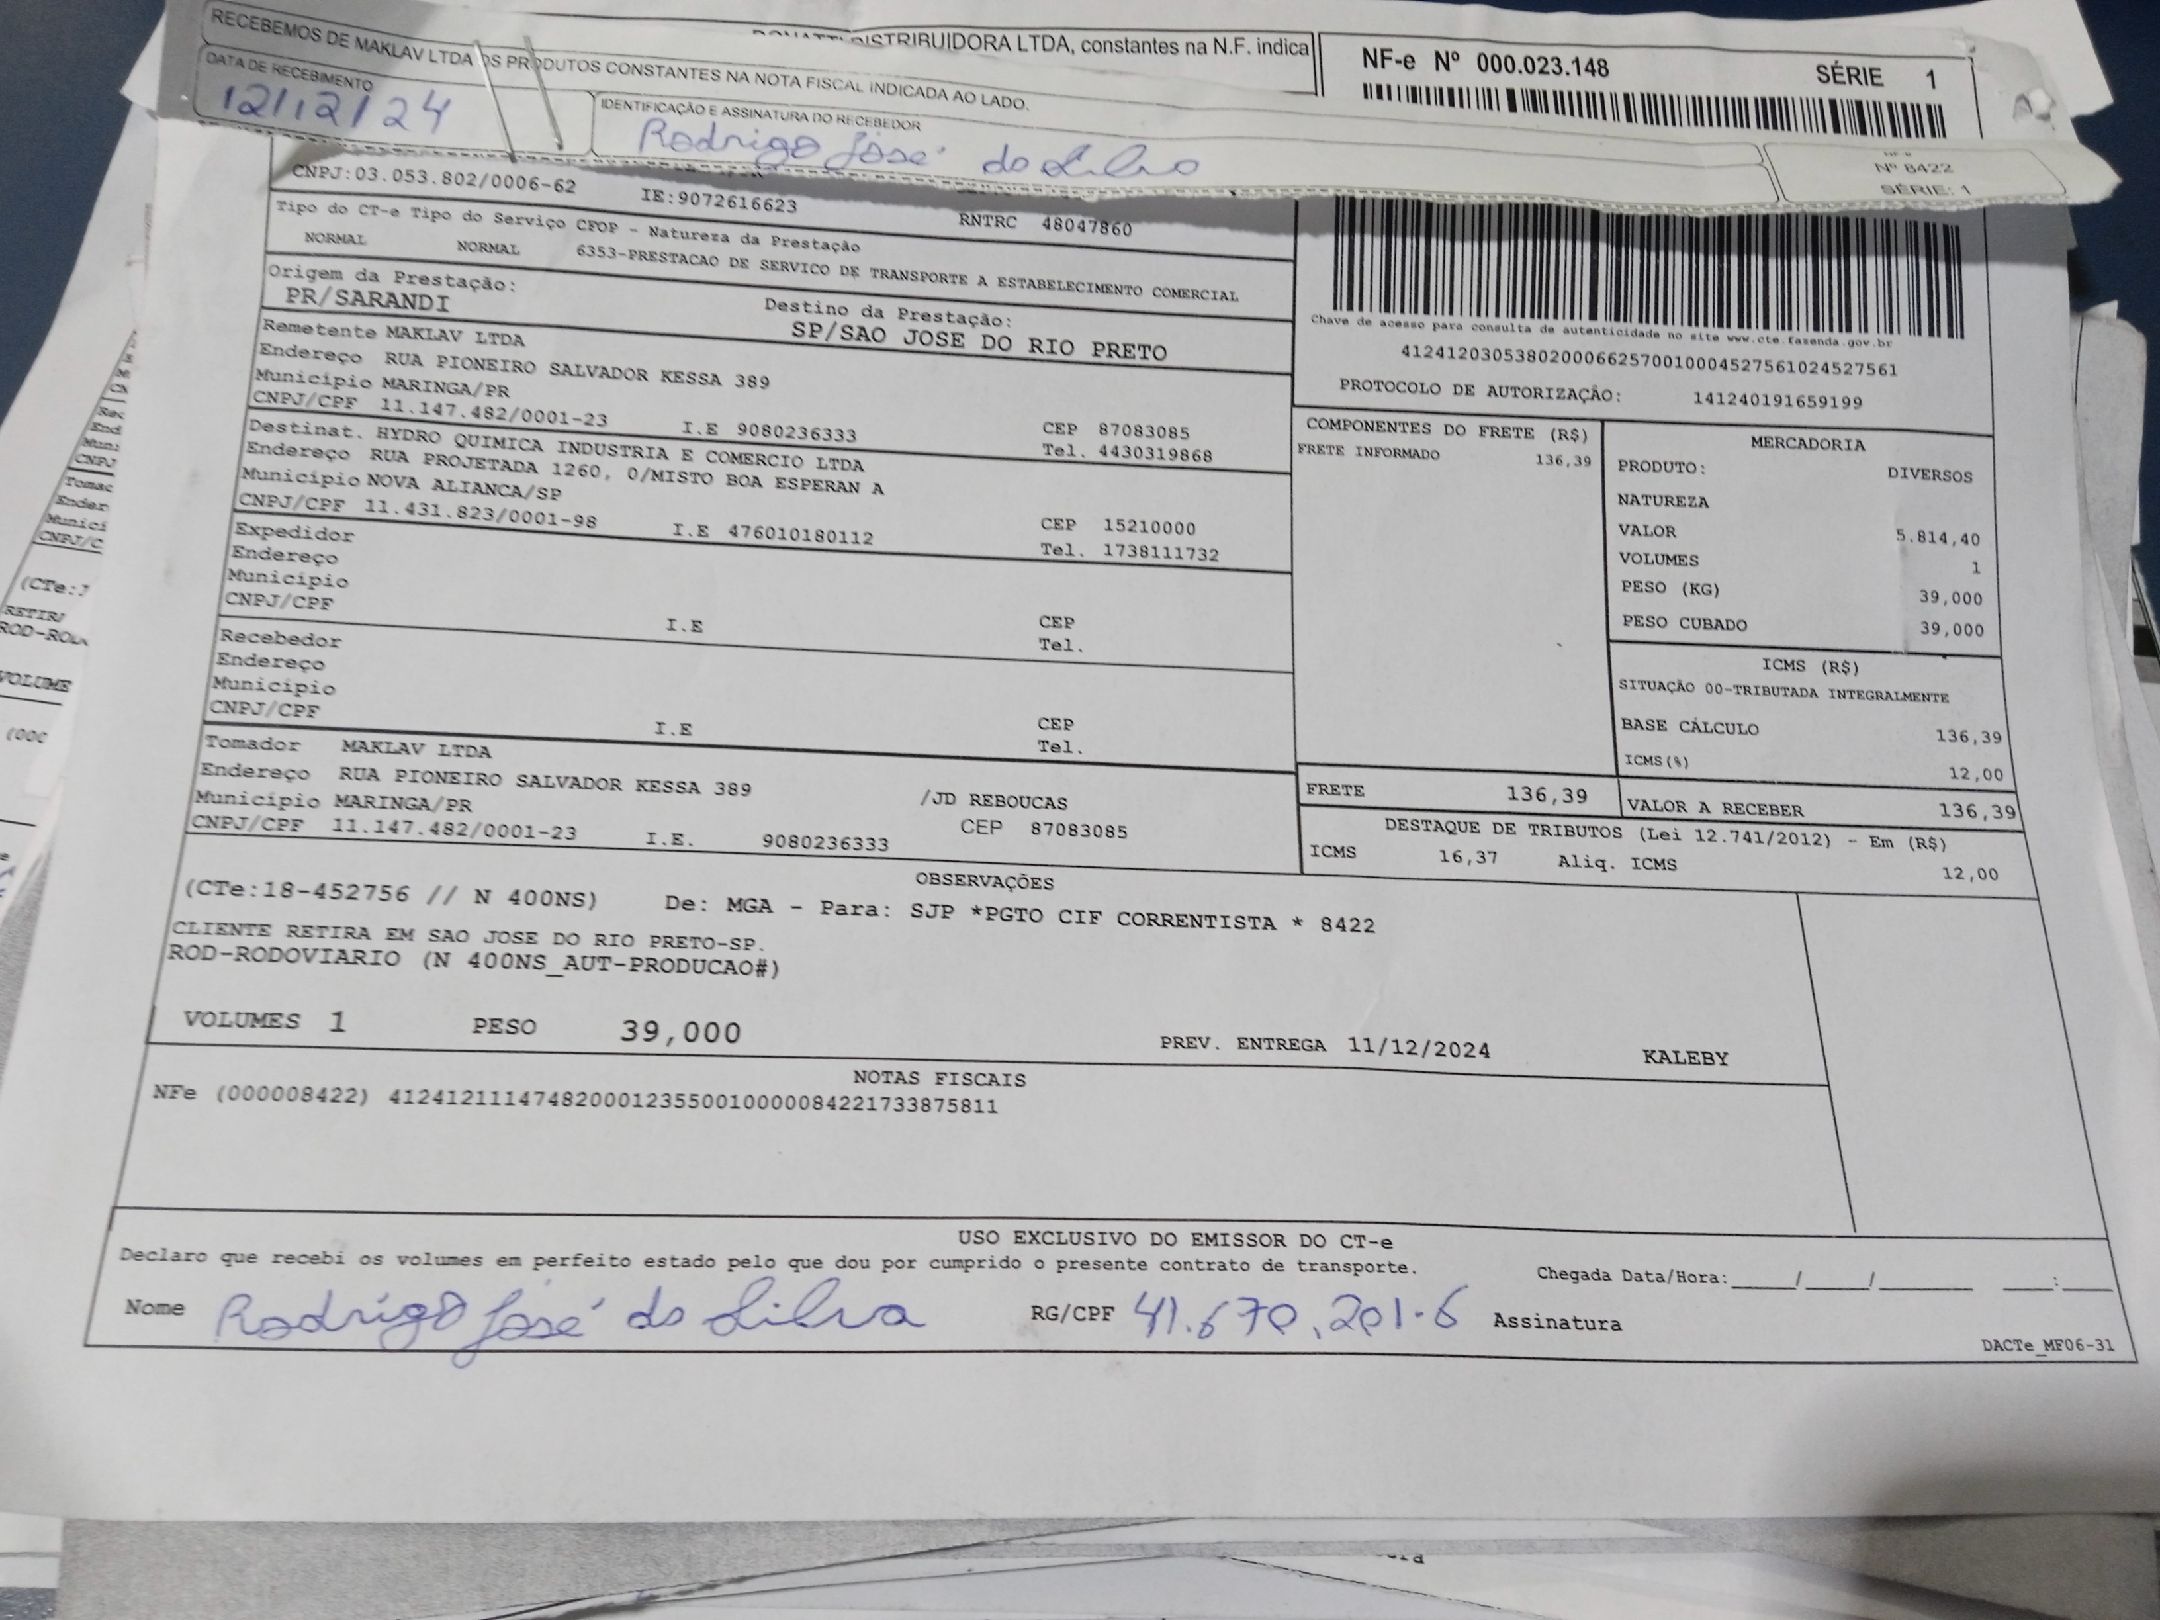 DISTRIBUIDORA LTDA, constantes na N.F. indica
NF-e Nº 000.023.148 SÉRIE 1
RECEBEMOS DE MAKLAV LTDA OS PRODUTOS CONSTANTES NA NOTA FISCAL INDICADA AO LADO.
DATA DE RECEBIMENTO
12/12/24
IDENTIFICAÇÃO E ASSINATURA DO RECEBEDOR
Rodrigo José da Silva
NF-e
Nº 8422
SÉRIE: 1
CNPJ:03.053.802/0006-62 IE:9072616623 RNTRC 48047860
Tipo do CT-e Tipo do Serviço CFOP - Natureza da Prestação
NORMAL NORMAL 6353-PRESTACAO DE SERVICO DE TRANSPORTE A ESTABELECIMENTO COMERCIAL
Origem da Prestação: Destino da Prestação:
PR/SARANDI SP/SAO JOSE DO RIO PRETO
Chave de acesso para consulta de autenticidade no site www.cte.fazenda.gov.br
41241203053802000662570010004527561024527561
PROTOCOLO DE AUTORIZAÇÂO: 141240191659199
Remetente MAKLAV LTDA
Endereço RUA PIONEIRO SALVADOR KESSA 389
Município MARINGA/PR CEP 87083085
CNPJ/CPF 11.147.482/0001-23 I.E 9080236333 Tel. 4430319868
Destinat. HYDRO QUIMICA INDUSTRIA E COMERCIO LTDA
Endereço RUA PROJETADA 1260, 0/MISTO BOA ESPERAN A
Município NOVA ALIANCA/SP CEP 15210000
CNPJ/CPF 11.431.823/0001-98 I.E 476010180112 Tel. 1738111732
Expedidor
Endereço
Município CEP
CNPJ/CPF I.E Tel.
Recebedor
Endereço
Município CEP
CNPJ/CPF I.E Tel.
Tomador MAKLAV LTDA
Endereço RUA PIONEIRO SALVADOR KESSA 389 /JD REBOUCAS
Município MARINGA/PR CEP 87083085
CNPJ/CPF 11.147.482/0001-23 I.E. 9080236333
COMPONENTES DO FRETE (R$)
FRETE INFORMADO 136,39
MERCADORIA
PRODUTO: DIVERSOS
NATUREZA
VALOR 5.814,40
VOLUMES 1
PESO (KG) 39,000
PESO CUBADO 39,000
ICMS (R$)
SITUAÇÃO 00-TRIBUTADA INTEGRALMENTE
BASE CÁLCULO 136,39
ICMS(%) 12,00
FRETE 136,39 VALOR A RECEBER 136,39
DESTAQUE DE TRIBUTOS (Lei 12.741/2012) - Em (R$)
ICMS 16,37 Aliq. ICMS 12,00
OBSERVAÇÕES
(CTe:18-452756 // N 400NS) De: MGA - Para: SJP *PGTO CIF CORRENTISTA * 8422
CLIENTE RETIRA EM SAO JOSE DO RIO PRETO-SP.
ROD-RODOVIARIO (N 400NS_AUT-PRODUCAO#)
VOLUMES 1 PESO 39,000 PREV. ENTREGA 11/12/2024 KALEBY
NOTAS FISCAIS
NFe (000008422) 41241211147482000123550010000084221733875811
USO EXCLUSIVO DO EMISSOR DO CT-e
Declaro que recebi os volumes em perfeito estado pelo que dou por cumprido o presente contrato de transporte. Chegada Data/Hora:____/____/______ ___:___
Nome Rodrigo José da Silva RG/CPF 41.670.201-6 Assinatura
DACTe_MF06-31